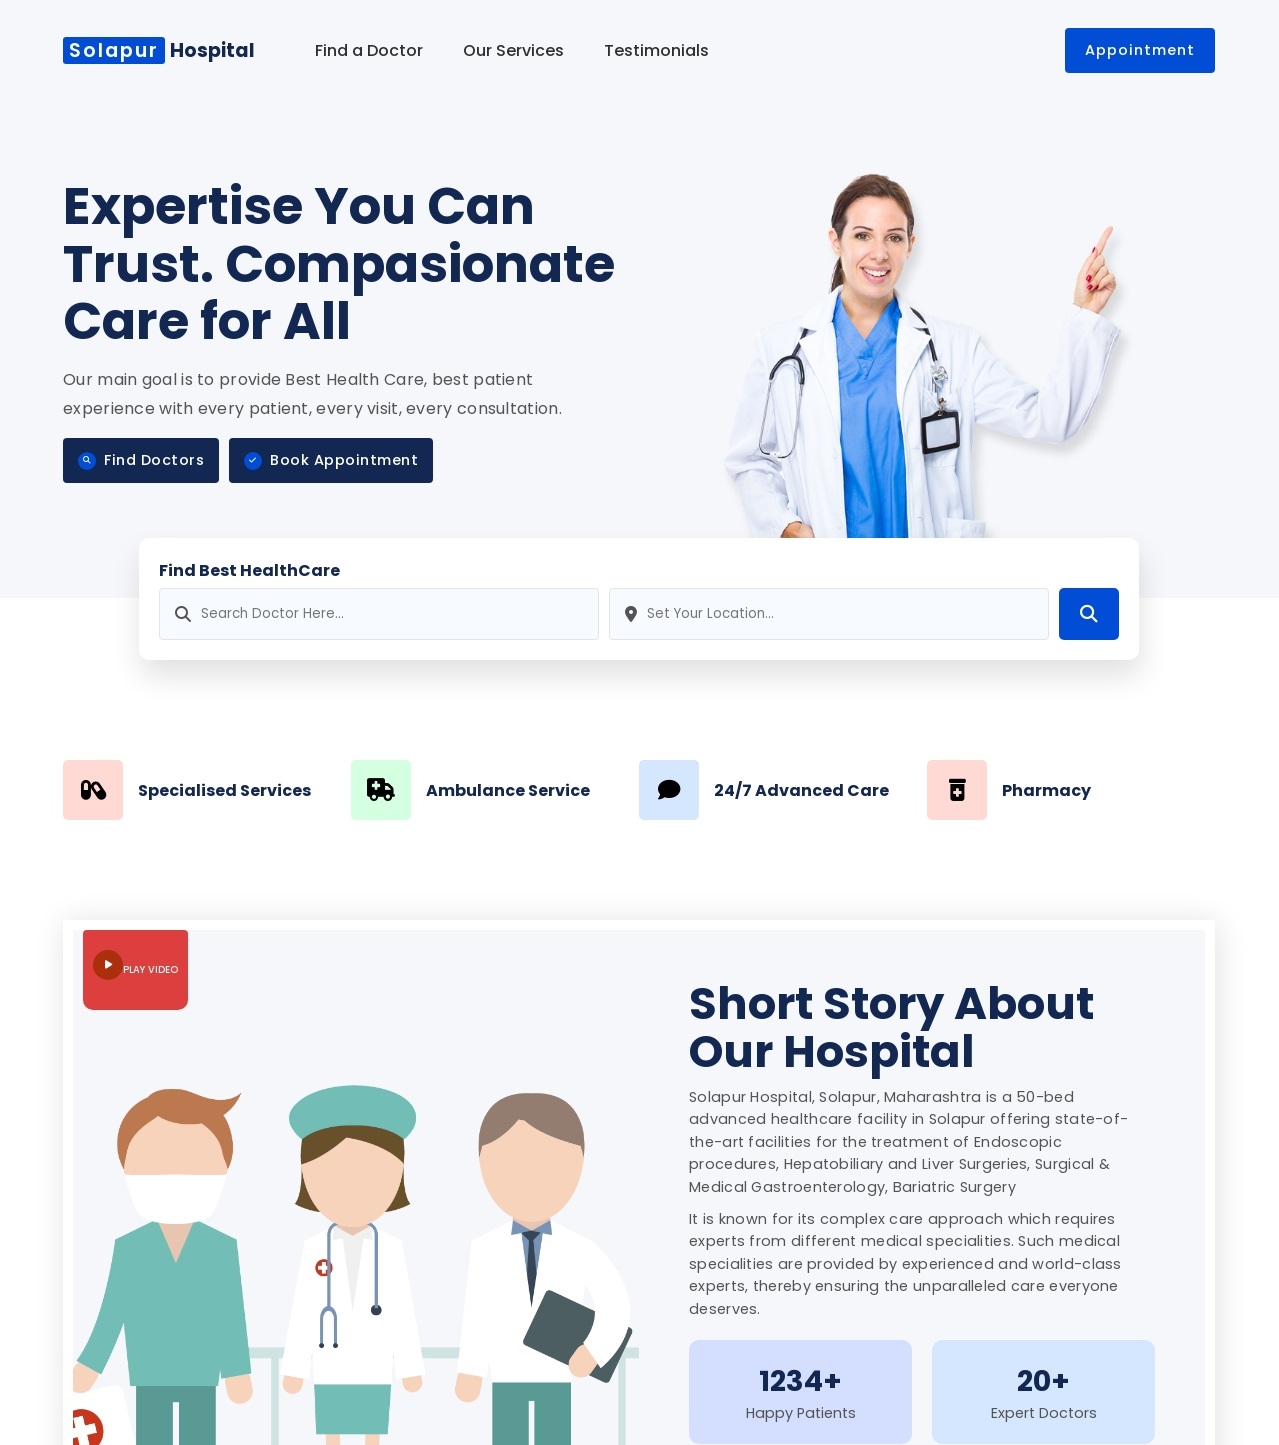 Solapur Hospital
Find a Doctor
Our Services
Testimonials
Appointment
Expertise You Can
Trust. Compasionate
Care for All
Our main goal is to provide Best Health Care, best patient
experience with every patient, every visit, every consultation.
Find Doctors
Book Appointment
Find Best HealthCare
Search Doctor Here...
Set Your Location...
Specialised Services
Ambulance Service
24/7 Advanced Care
Pharmacy
PLAY VIDEO
Short Story About
Our Hospital
Solapur Hospital, Solapur, Maharashtra is a 50-bed
advanced healthcare facility in Solapur offering state-of-
the-art facilities for the treatment of Endoscopic
procedures, Hepatobiliary and Liver Surgeries, Surgical &
Medical Gastroenterology, Bariatric Surgery
It is known for its complex care approach which requires
experts from different medical specialities. Such medical
specialities are provided by experienced and world-class
experts, thereby ensuring the unparalleled care everyone
deserves.
1234+
Happy Patients
20+
Expert Doctors